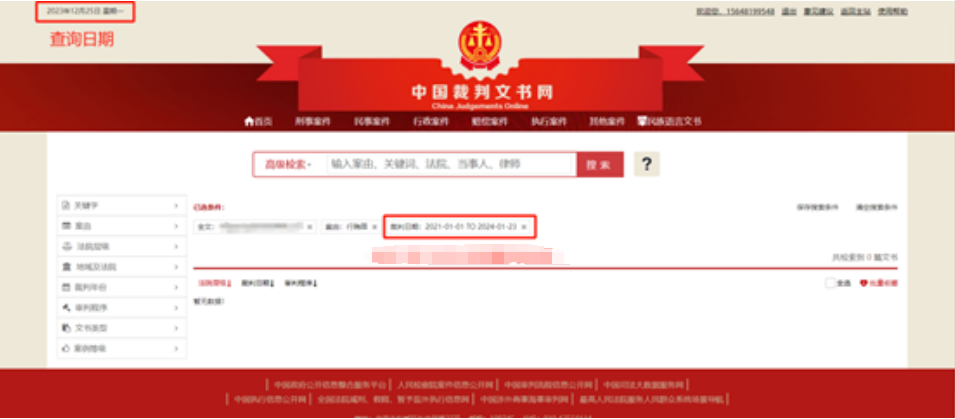 2023年12月25日 星期一
欢迎您，15648199548 退出 意见建议 返回主站 使用帮助
查询日期
中国裁判文书网
China Judgements Online
首页 刑事案件 民事案件 行政案件 赔偿案件 执行案件 其他案件 民族语言文书
高级检索 输入案由、关键词、法院、当事人、律师 搜索 ?
关键字
案由
法院层级
地域及法院
裁判年份
审判程序
文书类型
案例等级
已选条件：
保存搜索条件 清空搜索条件
全文： × 案由：行贿罪 × 裁判日期：2021-01-01 TO 2024-01-23 ×
共检索到 0 篇文书
法院层级 裁判日期 审判程序
全选 批量收藏
暂无数据！
中国政府公开信息整合服务平台 | 人民检察院案件信息公开网 | 中国审判流程信息公开网 | 中国司法大数据服务网
中国执行信息公开网 | 全国法院减刑、假释、暂予监外执行信息网 | 中国涉外商事海事审判网 | 最高人民法院服务人民群众系统场景导航